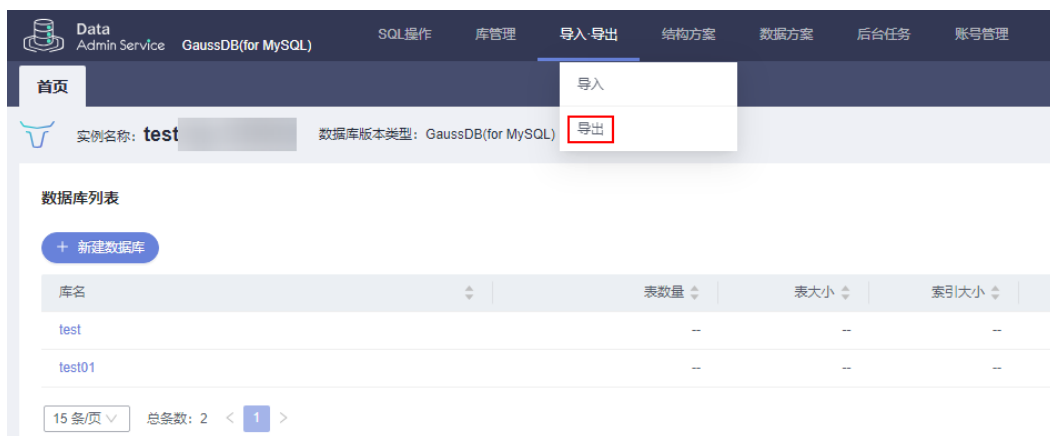 Data
Admin Service GaussDB(for MySQL) SQL操作 库管理 导入·导出 结构方案 数据方案 后台任务 账号管理
首页
导入
实例名称: test 数据库版本类型: GaussDB(for MySQL) 导出
数据库列表
+ 新建数据库
库名 表数量 表大小 索引大小
test -- -- --
test01 -- -- --
15 条/页 总条数: 2 < 1 >